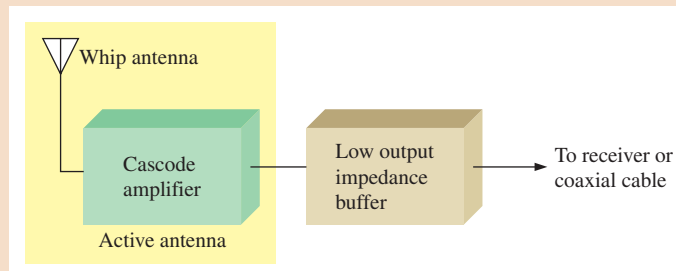 Whip antenna
Cascode
amplifier
Active antenna
Low output
impedance
buffer
To receiver or
coaxial cable